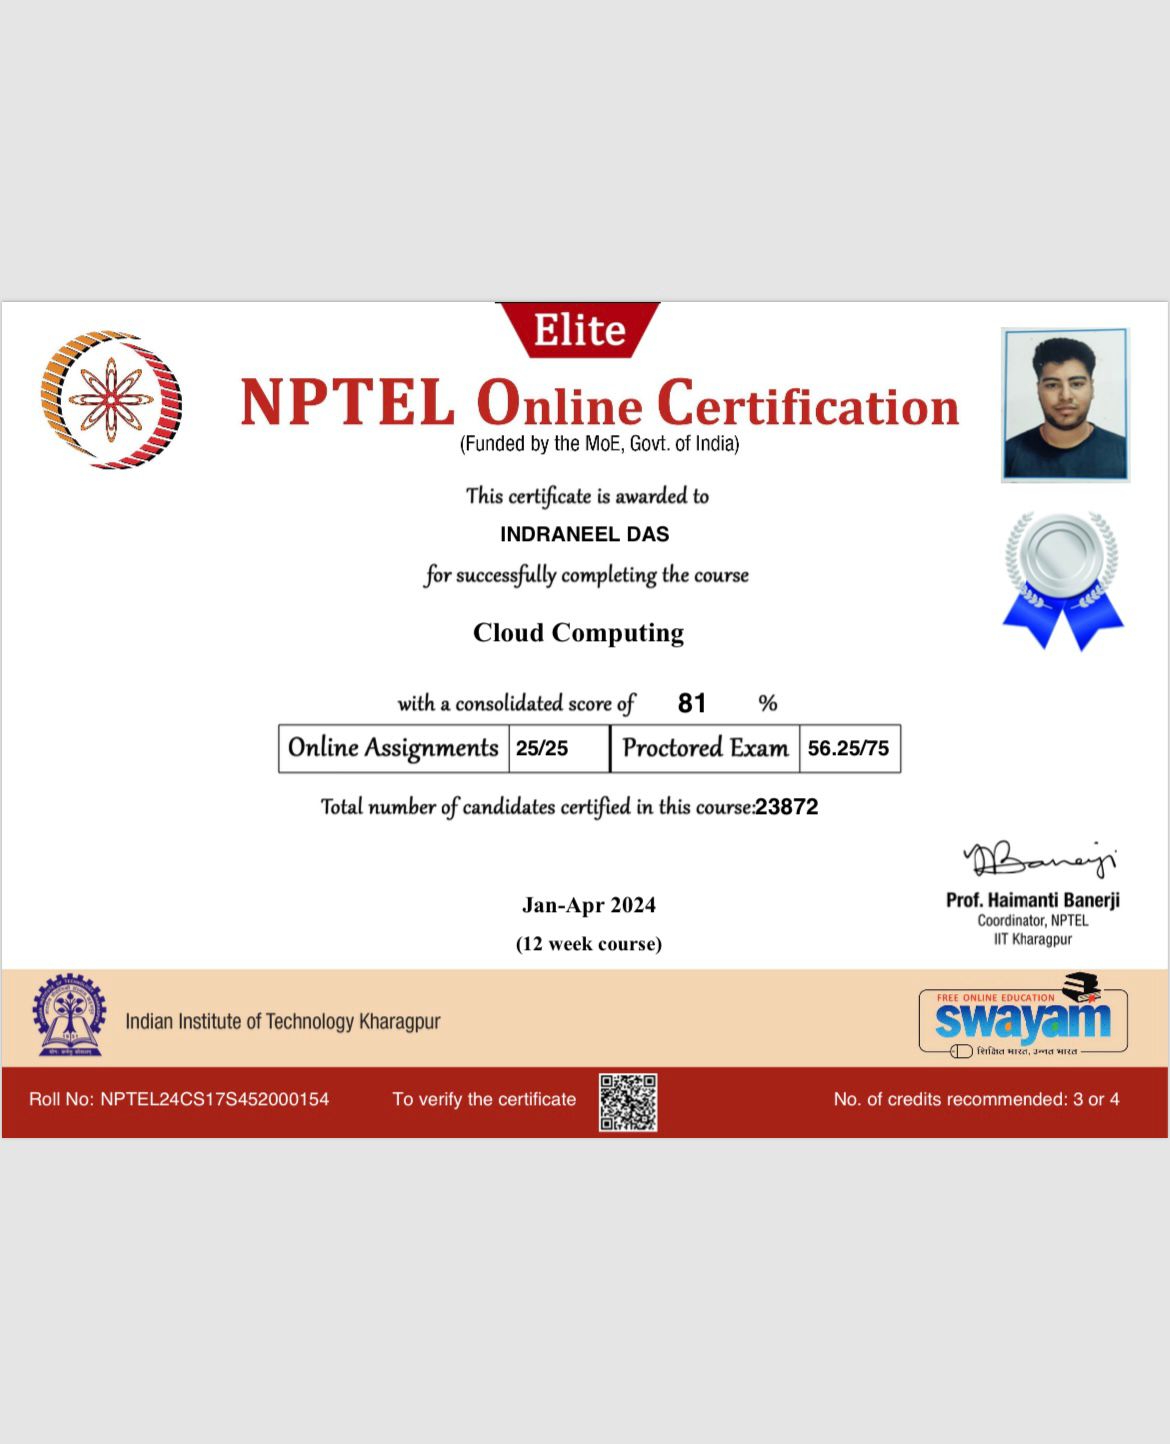 Elite
NPTEL Online Certification
(Funded by the MoE, Govt. of India)
This certificate is awarded to
INDRANEEL DAS
for successfully completing the course
Cloud Computing
with a consolidated score of 81 %
Online Assignments 25/25 Proctored Exam 56.25/75
Total number of candidates certified in this course:23872
Prof. Haimanti Banerji
Coordinator, NPTEL
IIT Kharagpur
Jan-Apr 2024
(12 week course)
Indian Institute of Technology Kharagpur
FREE ONLINE EDUCATION
swayam
शिक्षित भारत, उन्नत भारत
Roll No: NPTEL24CS17S452000154 To verify the certificate No. of credits recommended: 3 or 4